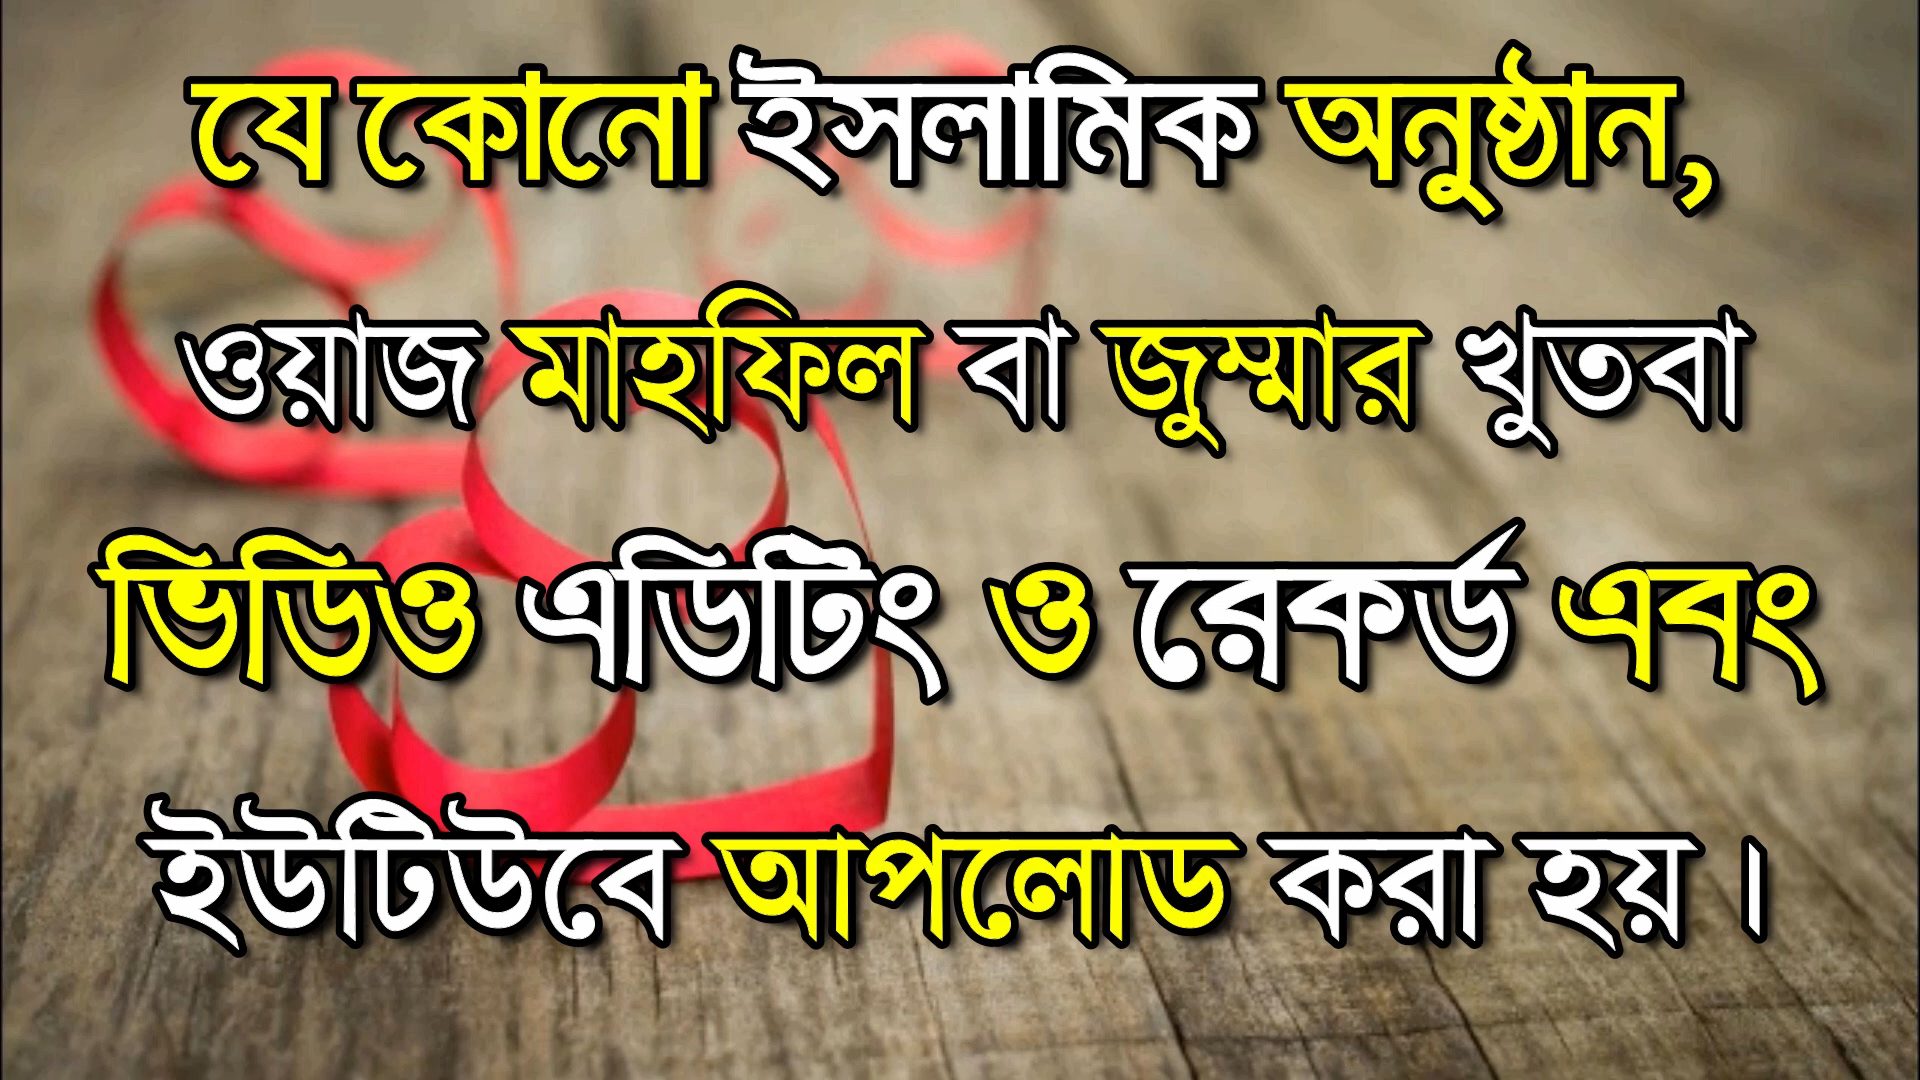 যে কোনো ইসলামিক অনুষ্ঠান,
ওয়াজ মাহফিল বা জুম্মার খুতবা
ভিডিও এডিটিং ও রেকর্ড এবং
ইউটিউবে আপলোড করা হয় ।